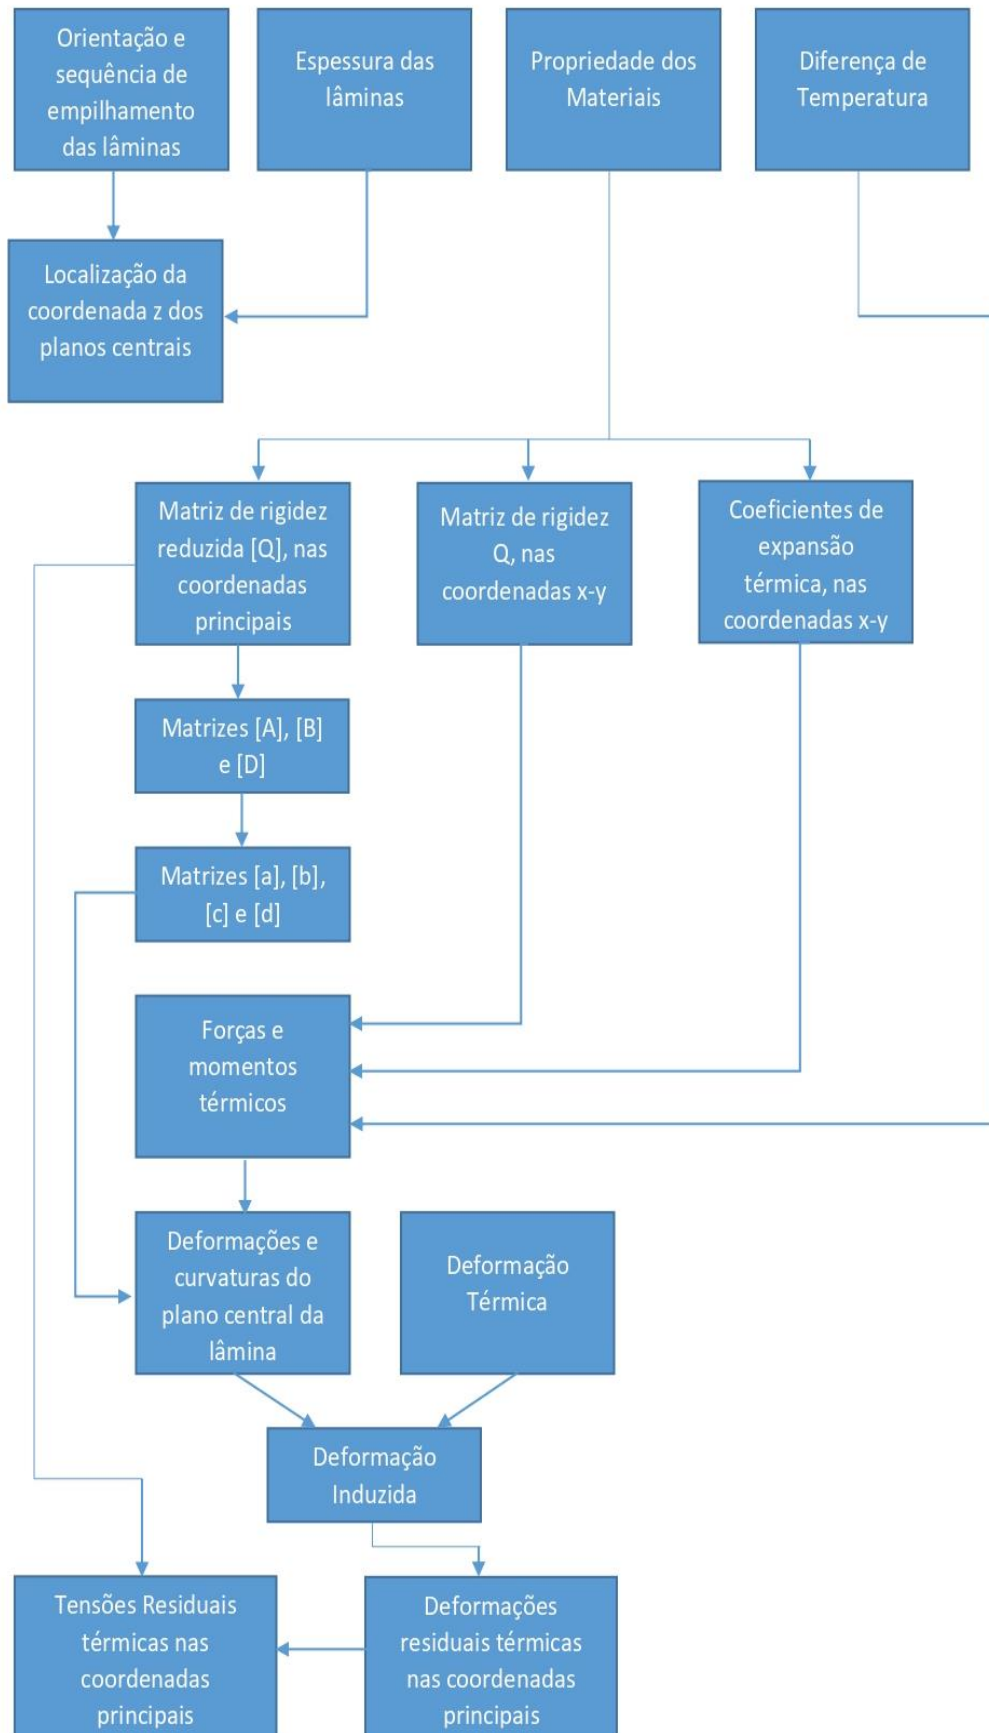 Orientação e
sequência de
empilhamento
das lâminas
Espessura das
lâminas
Propriedade dos
Materiais
Diferença de
Temperatura
Localização da
coordenada z dos
planos centrais
Matriz de rigidez
reduzida [Q], nas
coordenadas
principais
Matriz de rigidez
Q, nas
coordenadas x-y
Coeficientes de
expansão
térmica, nas
coordenadas x-y
Matrizes [A], [B]
e [D]
Matrizes [a], [b],
[c] e [d]
Forças e
momentos
térmicos
Deformações e
curvaturas do
plano central da
lâmina
Deformação
Térmica
Deformação
Induzida
Tensões Residuais
térmicas nas
coordenadas
principais
Deformações
residuais térmicas
nas coordenadas
principais